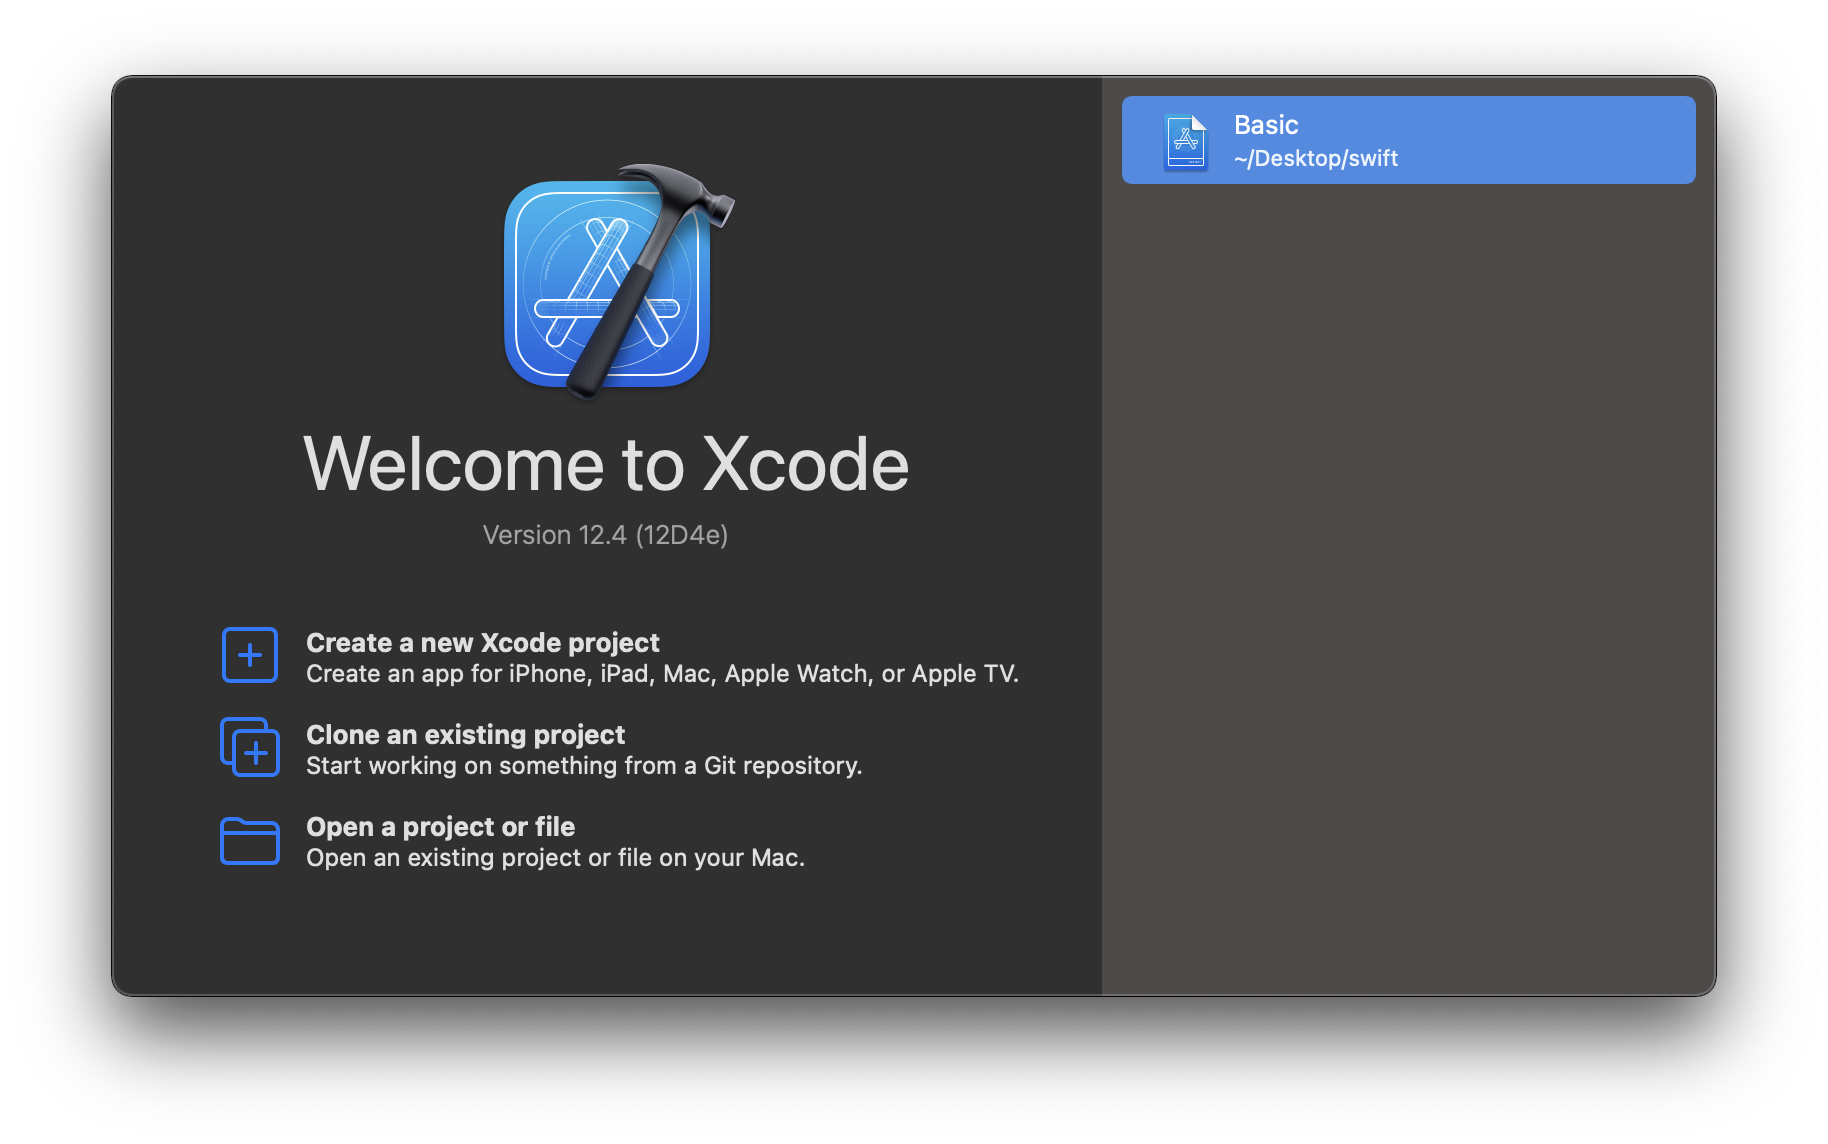 Welcome to Xcode
Version 12.4 (12D4e)
Create a new Xcode project
Create an app for iPhone, iPad, Mac, Apple Watch, or Apple TV.
Clone an existing project
Start working on something from a Git repository.
Open a project or file
Open an existing project or file on your Mac.
Basic
~/Desktop/swift